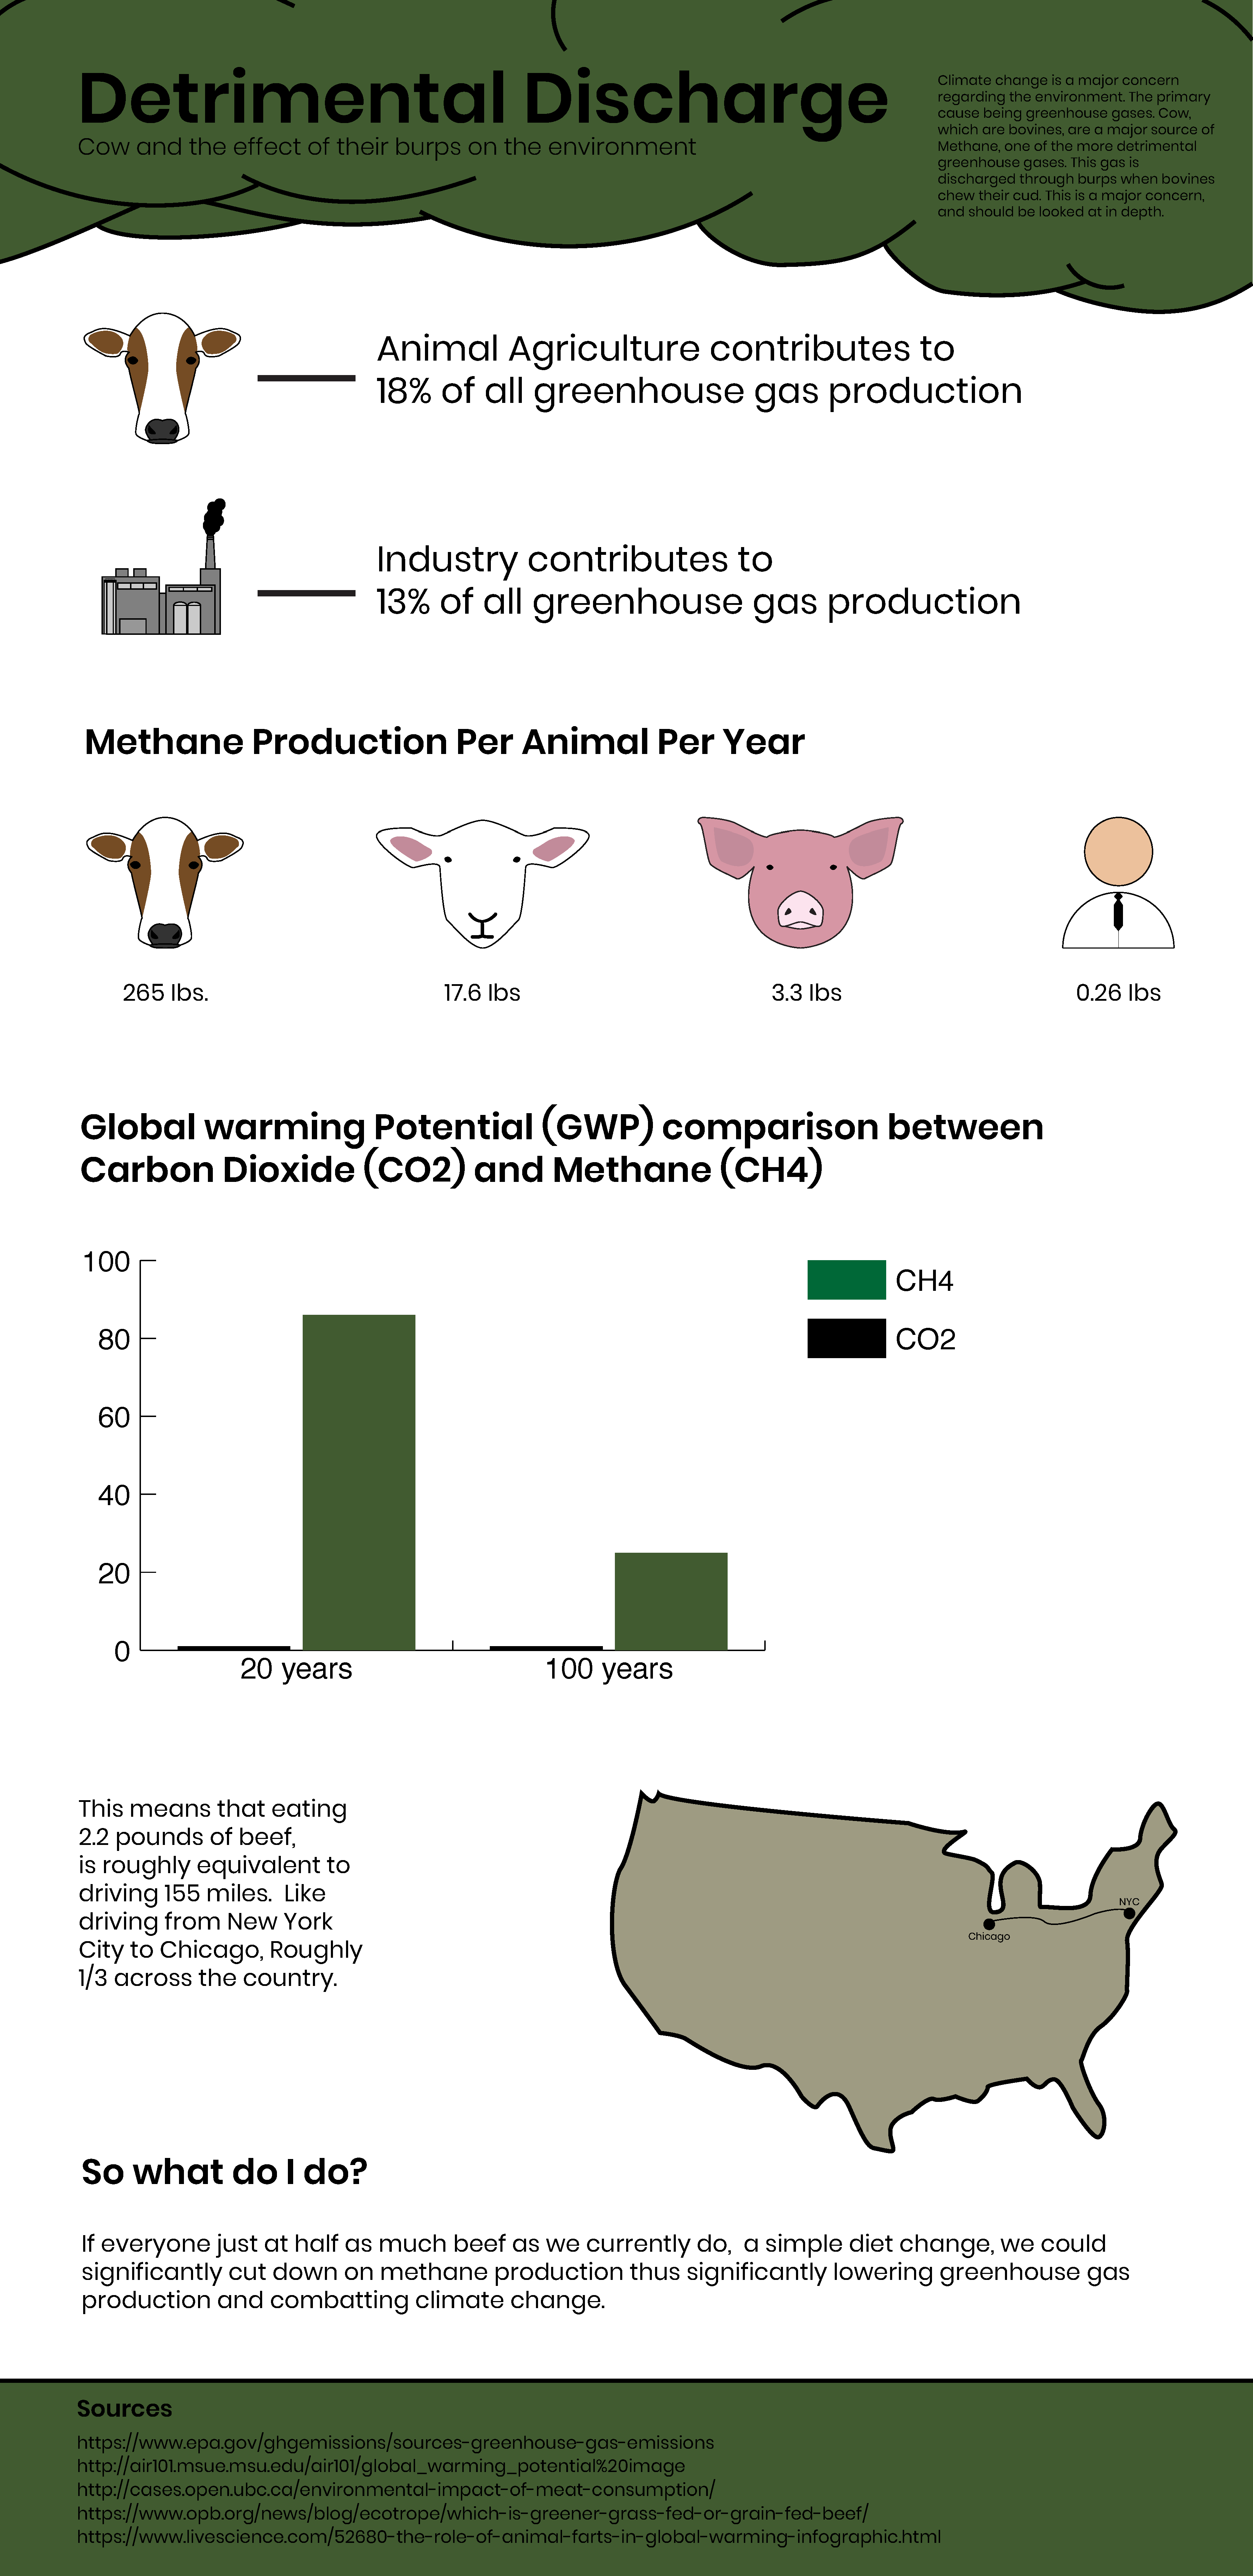 Detrimental Discharge
Cow and the effect of their burps on the environment
Climate change is a major concern
regarding the environment. The primary
cause being greenhouse gases. Cow,
which are bovines, are a major source of
Methane, one of the more detrimental
greenhouse gases. This gas is
discharged through burps when bovines
chew their cud. This is a major concern,
and should be looked at in depth.
Animal Agriculture contributes to
18% of all greenhouse gas production
Industry contributes to
13% of all greenhouse gas production
Methane Production Per Animal Per Year
265 lbs.
17.6 lbs
3.3 lbs
0.26 lbs
Global warming Potential (GWP) comparison between
Carbon Dioxide (CO2) and Methane (CH4)
100
80
60
40
20
0
20 years
100 years
CH4
CO2
This means that eating
2.2 pounds of beef,
is roughly equivalent to
driving 155 miles.  Like
driving from New York
City to Chicago, Roughly
1/3 across the country.
NYC
Chicago
So what do I do?
If everyone just at half as much beef as we currently do,  a simple diet change, we could
significantly cut down on methane production thus significantly lowering greenhouse gas
production and combatting climate change.
Sources
https://www.epa.gov/ghgemissions/sources-greenhouse-gas-emissions
http://air101.msue.msu.edu/air101/global_warming_potential%20image
http://cases.open.ubc.ca/environmental-impact-of-meat-consumption/
https://www.opb.org/news/blog/ecotrope/which-is-greener-grass-fed-or-grain-fed-beef/
https://www.livescience.com/52680-the-role-of-animal-farts-in-global-warming-infographic.html